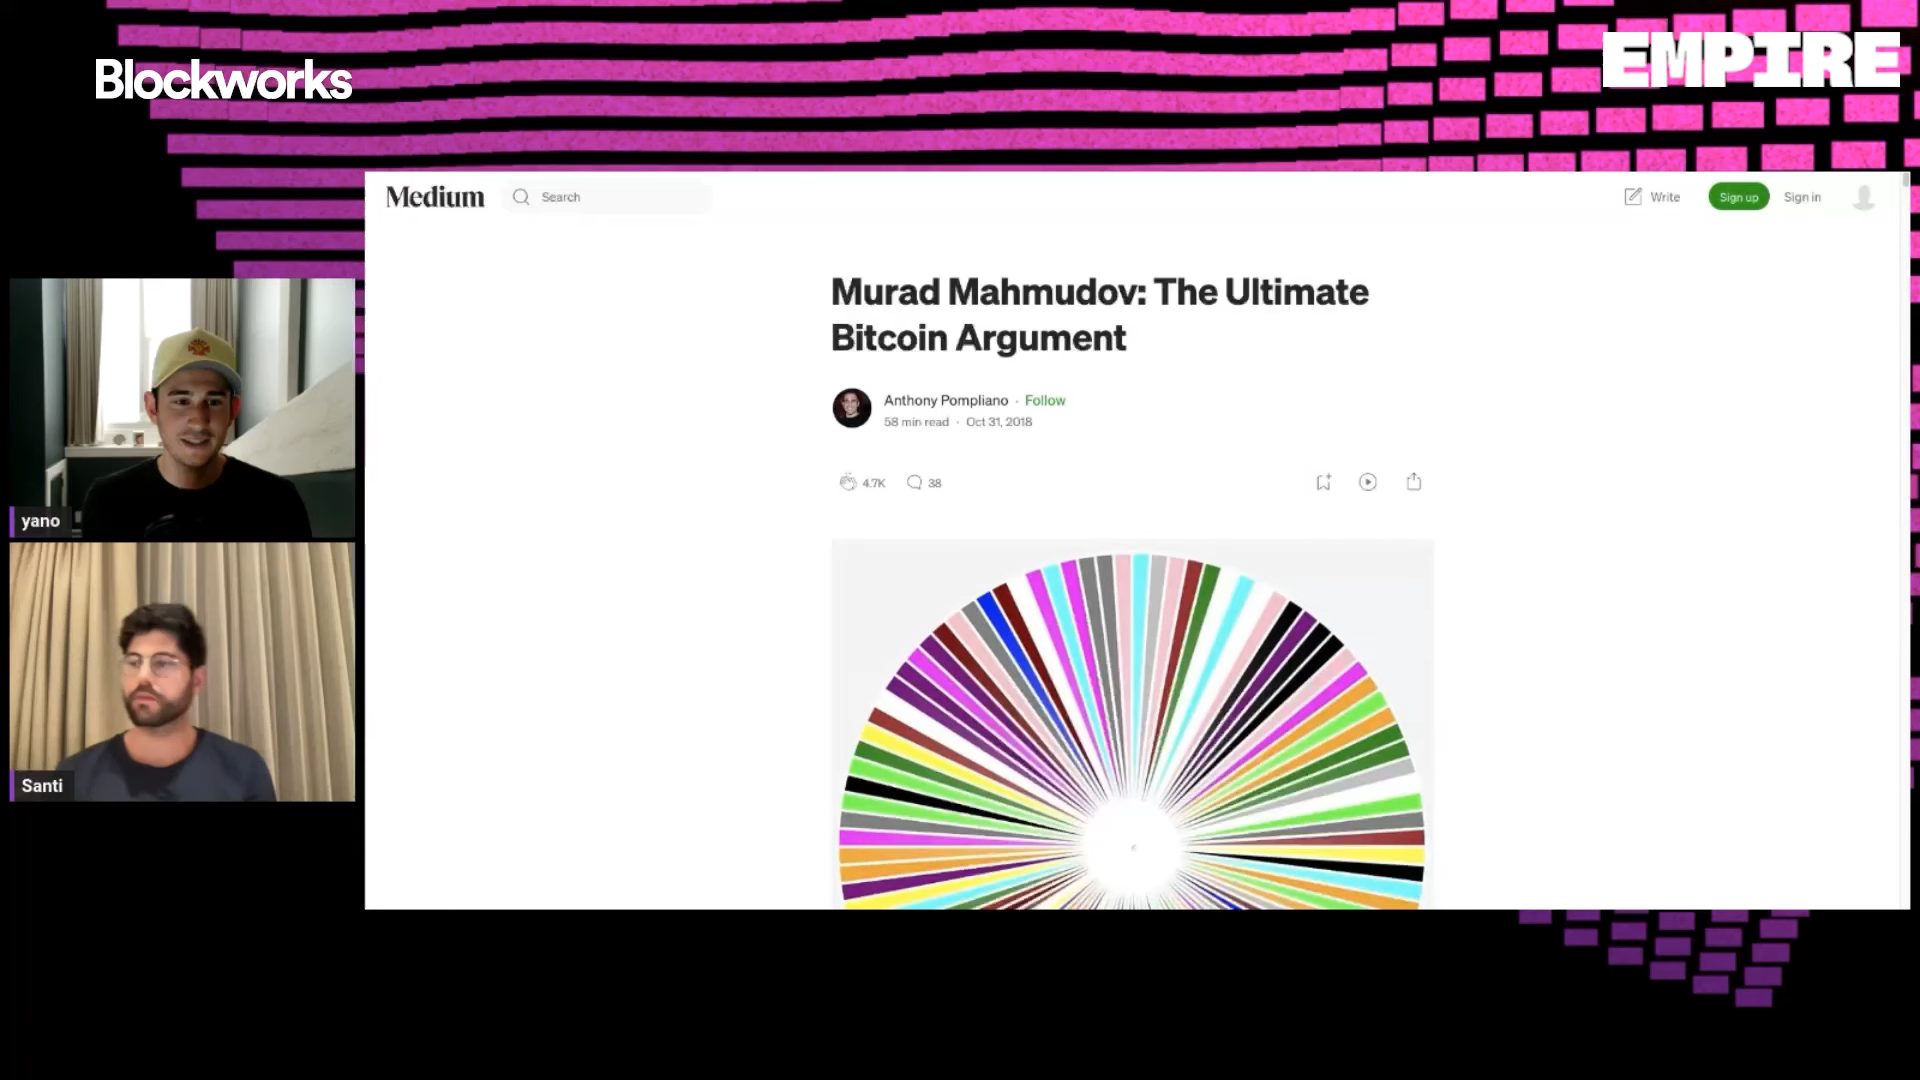 Blockworks
EMPIRE
Medium
Search
Write
Sign up
Sign in
Murad Mahmudov: The Ultimate
Bitcoin Argument
Anthony Pompliano · Follow
58 min read · Oct 31, 2018
4.7K
38
yano
Santi